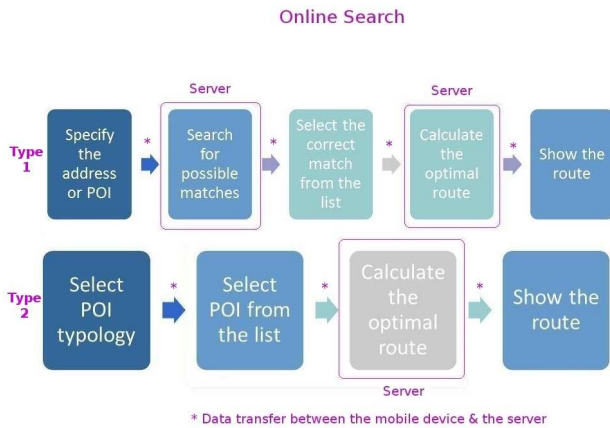 Online Search
Server
Server
Type
1
Specify
the
address
or POI
*
Search
for
possible
matches
*
Select the
correct
match
from the
list
*
Calculate
the
optimal
route
*
Show the
route
Type
2
Select
POI
typology
*
Select
POI from
the list
*
Calculate
the
optimal
route
*
Show the
route
Server
* Data transfer between the mobile device & the server